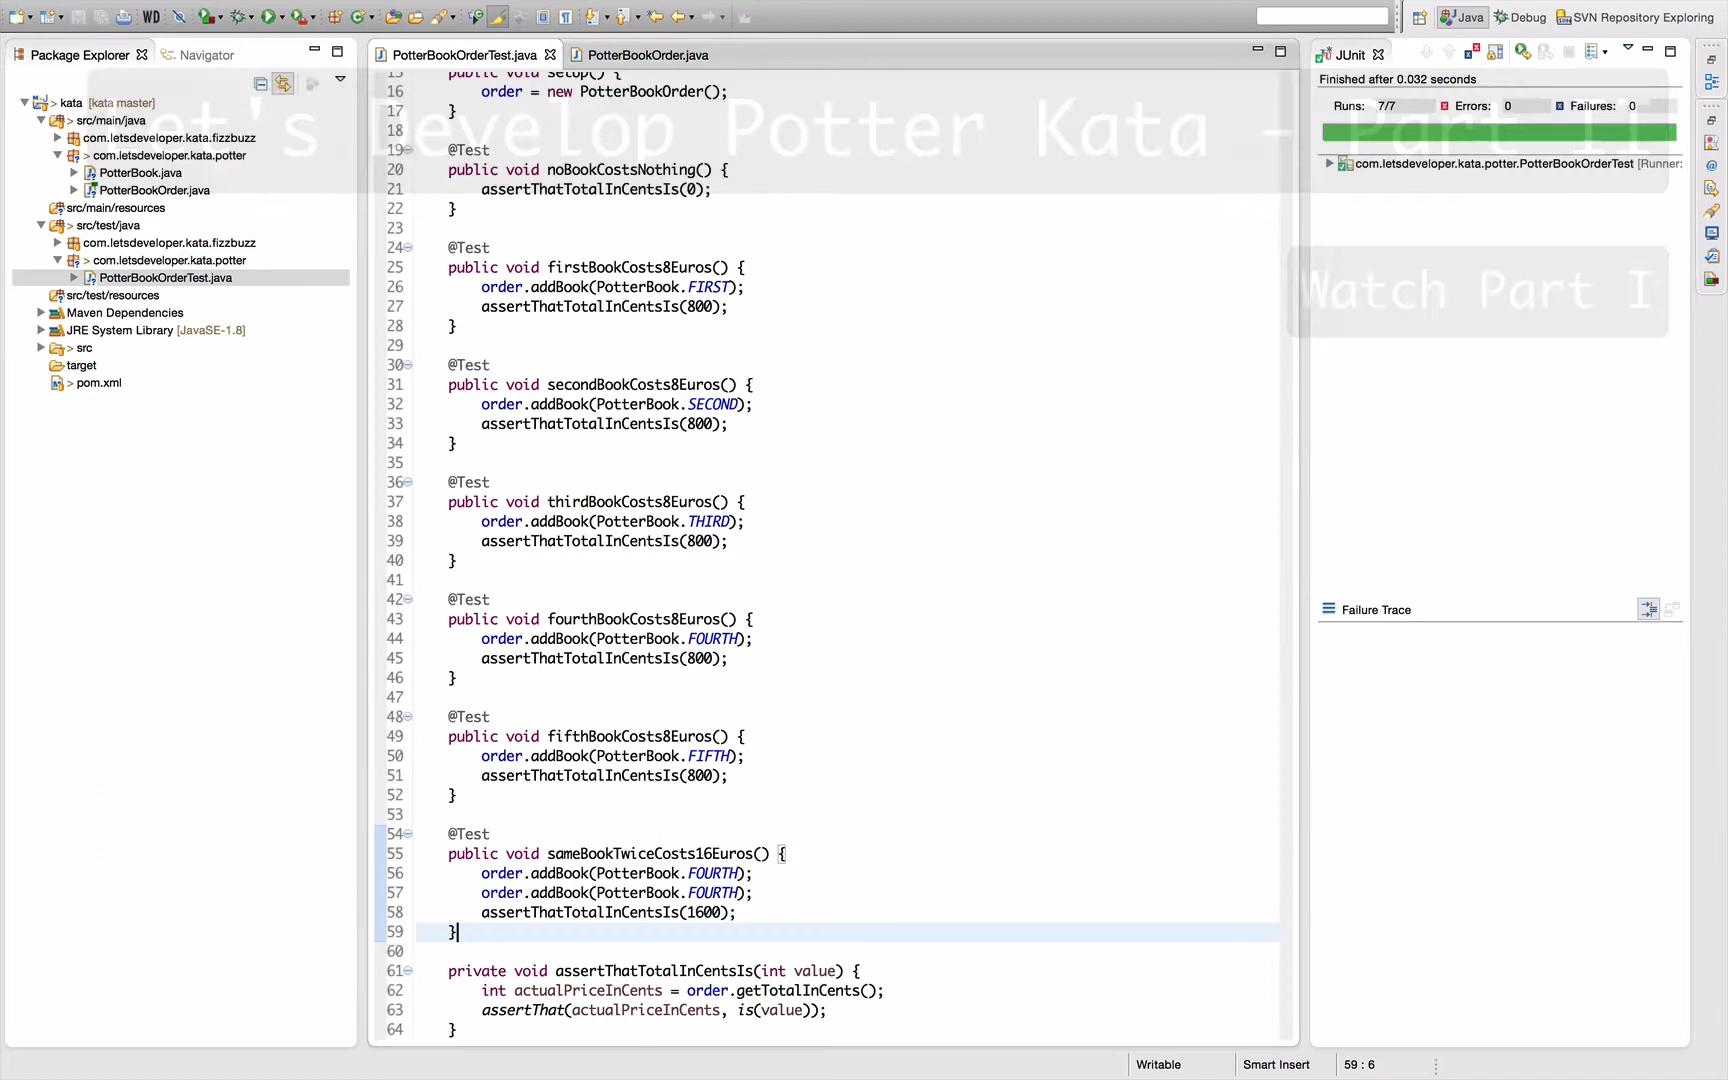 WD
Java
Debug
SVN Repository Exploring
Package Explorer
Navigator
kata [kata master]
> src/main/java
com.letsdeveloper.kata.fizzbuzz
> com.letsdeveloper.kata.potter
PotterBook.java
PotterBookOrder.java
src/main/resources
> src/test/java
com.letsdeveloper.kata.fizzbuzz
> com.letsdeveloper.kata.potter
PotterBookOrderTest.java
src/test/resources
Maven Dependencies
JRE System Library [JavaSE-1.8]
> src
target
> pom.xml
PotterBookOrderTest.java
PotterBookOrder.java
Let's Develop Potter Kata - Part II
Watch Part I
15 public void setup() {
16 order = new PotterBookOrder();
17 }
18
19 @Test
20 public void noBookCostsNothing() {
21 assertThatTotalInCentsIs(0);
22 }
23
24 @Test
25 public void firstBookCosts8Euros() {
26 order.addBook(PotterBook.FIRST);
27 assertThatTotalInCentsIs(800);
28 }
29
30 @Test
31 public void secondBookCosts8Euros() {
32 order.addBook(PotterBook.SECOND);
33 assertThatTotalInCentsIs(800);
34 }
35
36 @Test
37 public void thirdBookCosts8Euros() {
38 order.addBook(PotterBook.THIRD);
39 assertThatTotalInCentsIs(800);
40 }
41
42 @Test
43 public void fourthBookCosts8Euros() {
44 order.addBook(PotterBook.FOURTH);
45 assertThatTotalInCentsIs(800);
46 }
47
48 @Test
49 public void fifthBookCosts8Euros() {
50 order.addBook(PotterBook.FIFTH);
51 assertThatTotalInCentsIs(800);
52 }
53
54 @Test
55 public void sameBookTwiceCosts16Euros() {
56 order.addBook(PotterBook.FOURTH);
57 order.addBook(PotterBook.FOURTH);
58 assertThatTotalInCentsIs(1600);
59 }
60
61 private void assertThatTotalInCentsIs(int value) {
62 int actualPriceInCents = order.getTotalInCents();
63 assertThat(actualPriceInCents, is(value));
64 }
JUnit
Finished after 0.032 seconds
Runs: 7/7 Errors: 0 Failures: 0
com.letsdeveloper.kata.potter.PotterBookOrderTest [Runner:
Failure Trace
Writable
Smart Insert
59 : 6